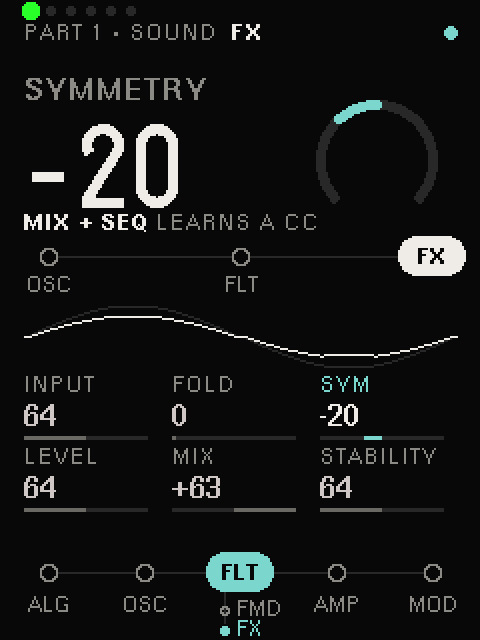 PART 1 · SOUND FX
SYMMETRY
-20
MIX + SEQ LEARNS A CC
OSC FLT FX
INPUT FOLD SYM
64 0 -20
LEVEL MIX STABILITY
64 +63 64
ALG OSC FLT AMP MOD
FMD
FX